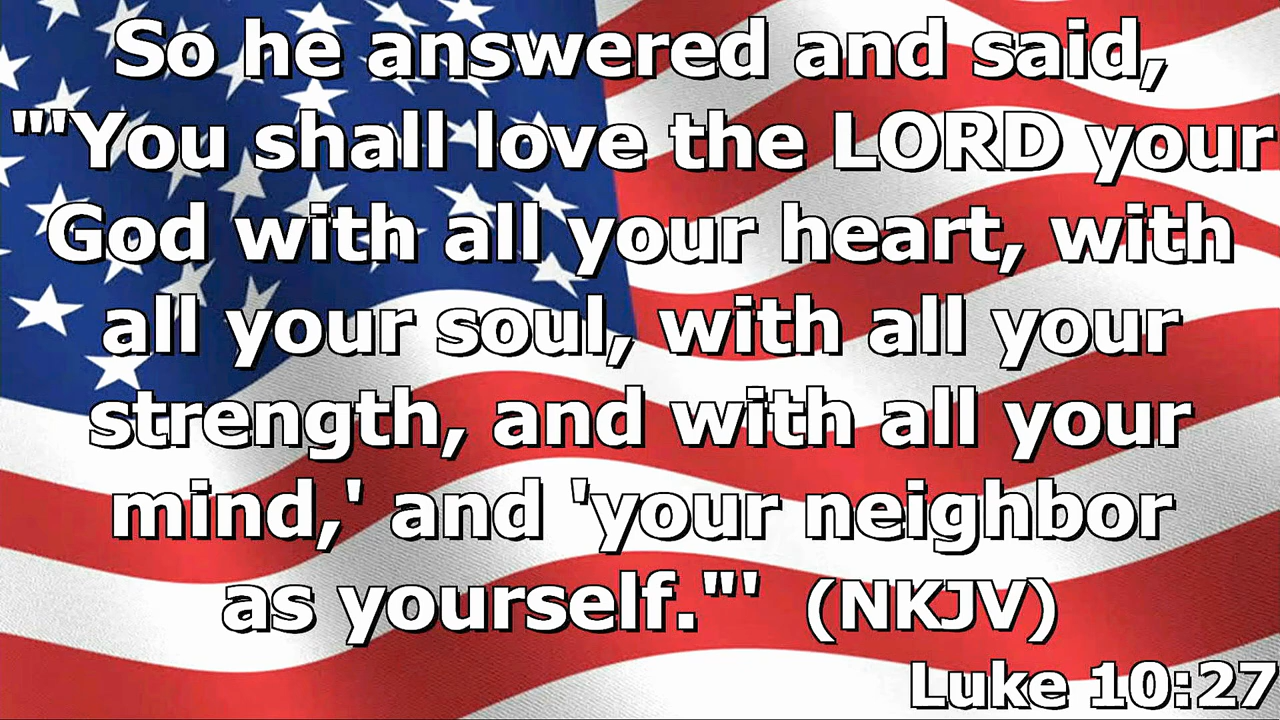 So he answered and said,
"'You shall love the LORD your
God with all your heart, with
all your soul, with all your
strength, and with all your
mind,' and 'your neighbor
as yourself."' (NKJV)
Luke 10:27